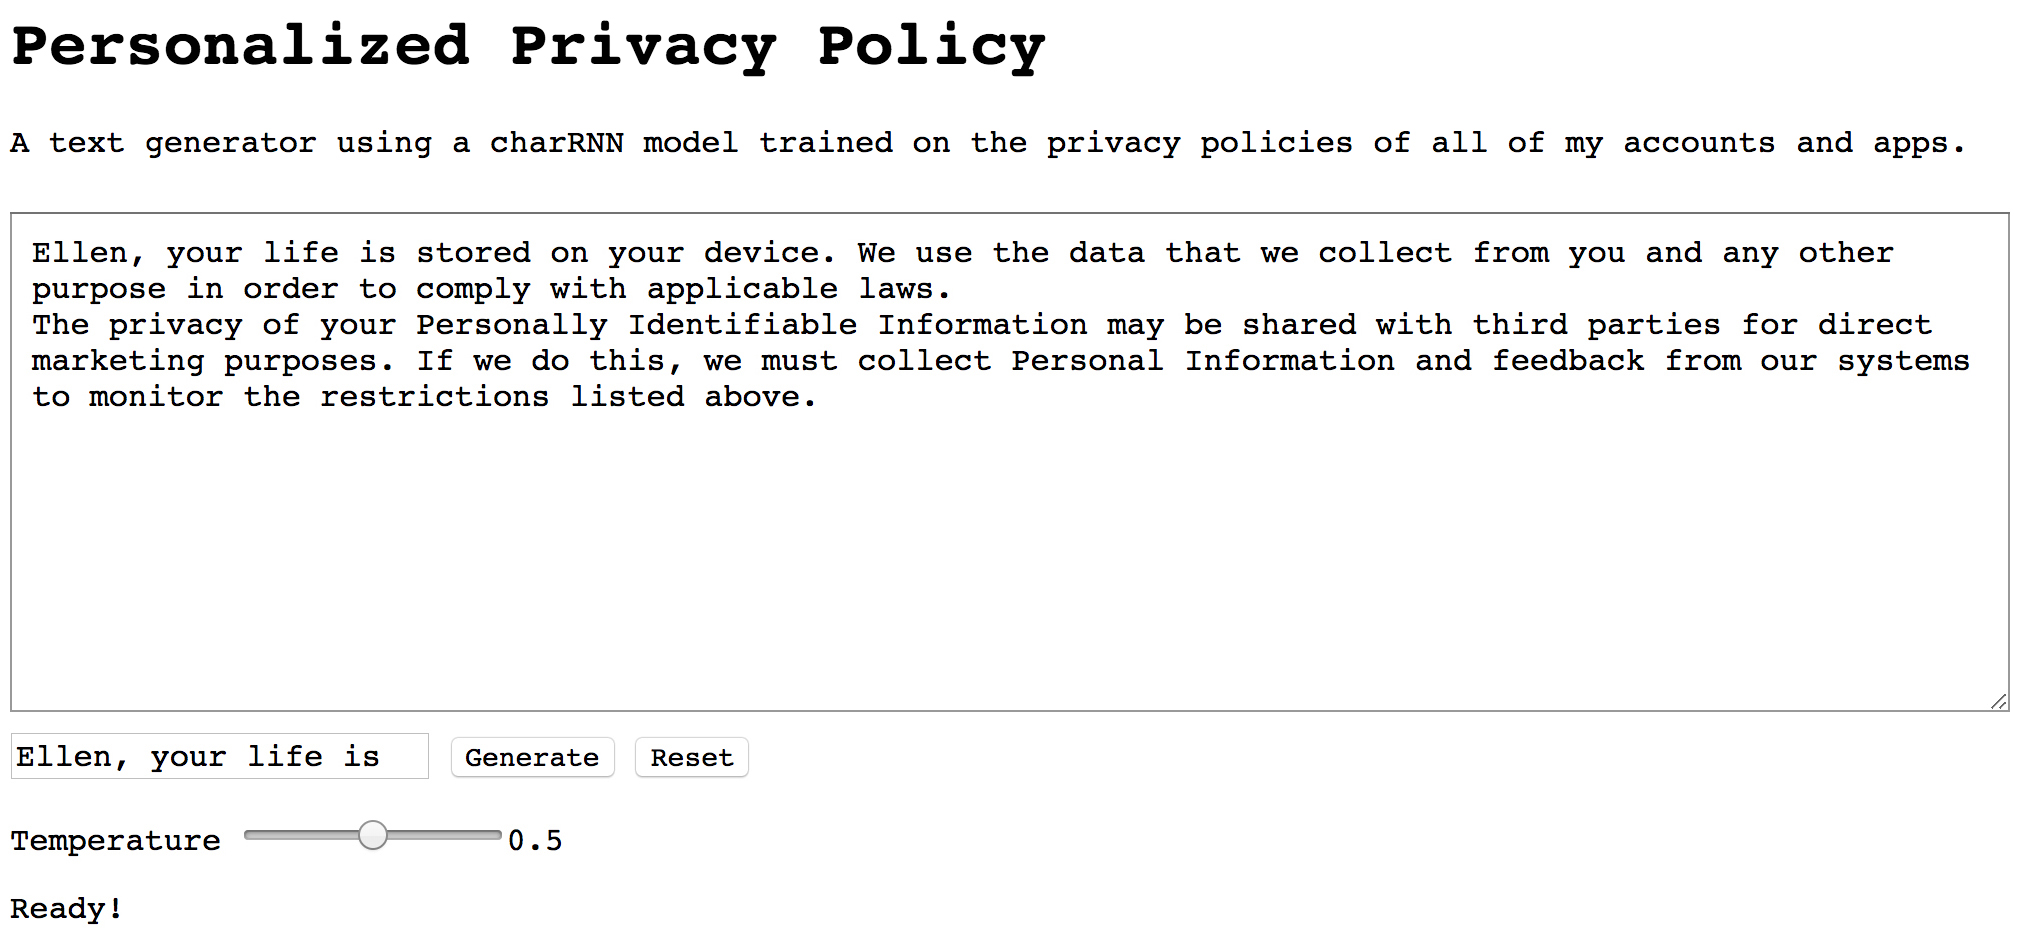 Personalized Privacy Policy
A text generator using a charRNN model trained on the privacy policies of all of my accounts and apps.
Ellen, your life is stored on your device. We use the data that we collect from you and any other
purpose in order to comply with applicable laws.
The privacy of your Personally Identifiable Information may be shared with third parties for direct
marketing purposes. If we do this, we must collect Personal Information and feedback from our systems
to monitor the restrictions listed above.
Ellen, your life is Generate Reset
Temperature 0.5
Ready!